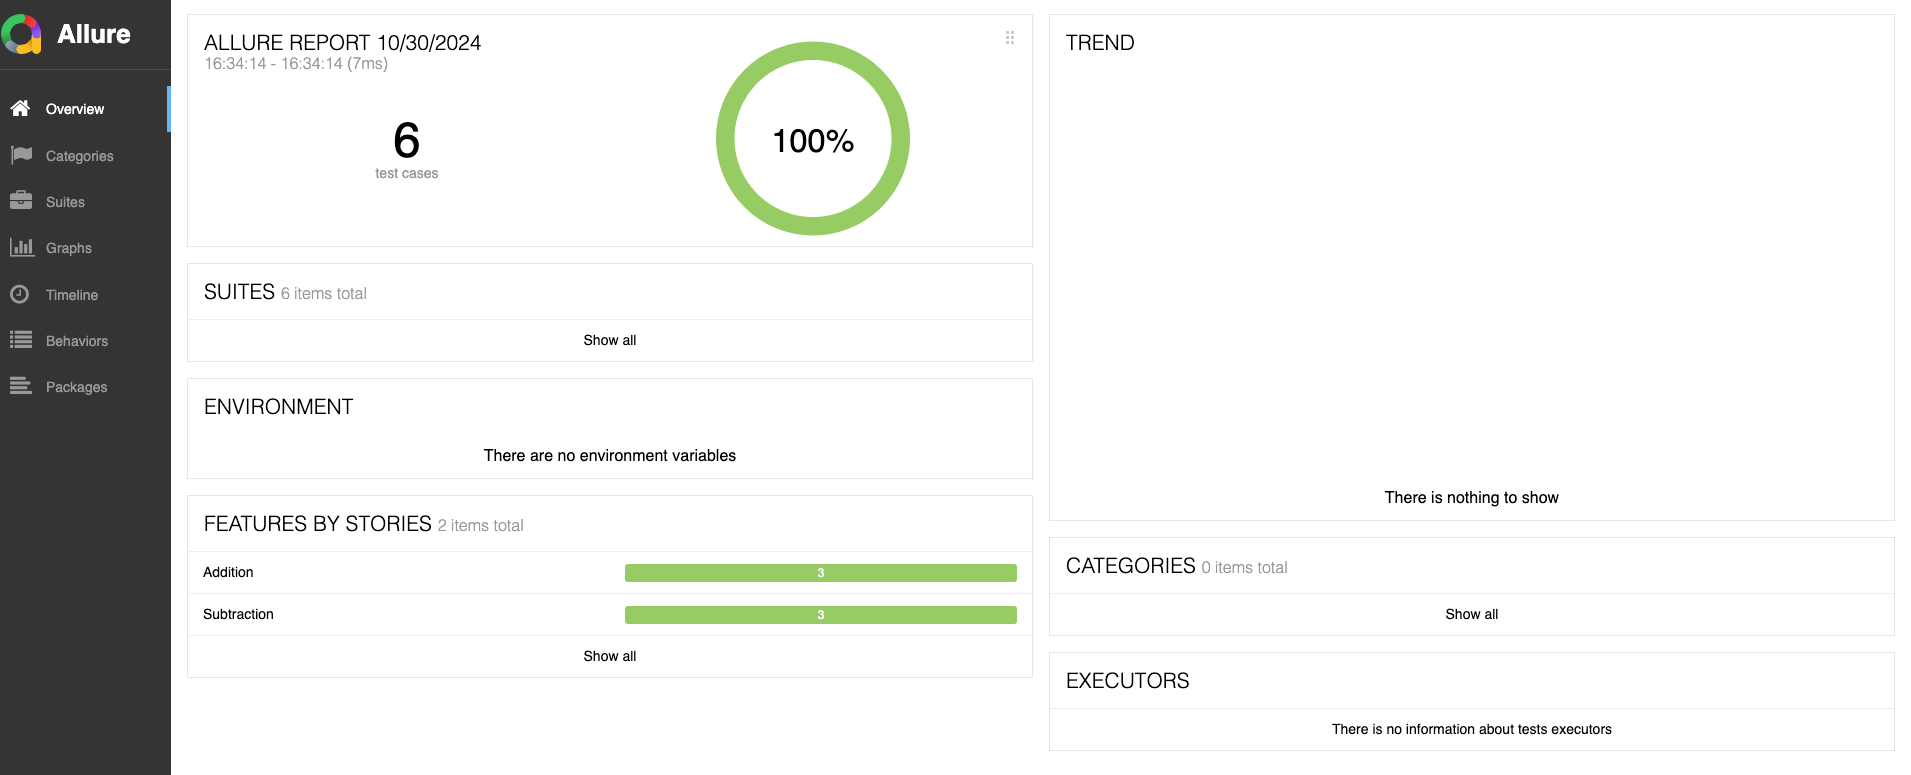 Allure
Overview
Categories
Suites
Graphs
Timeline
Behaviors
Packages
ALLURE REPORT 10/30/2024
16:34:14 - 16:34:14 (7ms)
6
test cases
100%
SUITES 6 items total
Show all
ENVIRONMENT
There are no environment variables
FEATURES BY STORIES 2 items total
Addition 3
Subtraction 3
Show all
TREND
There is nothing to show
CATEGORIES 0 items total
Show all
EXECUTORS
There is no information about tests executors